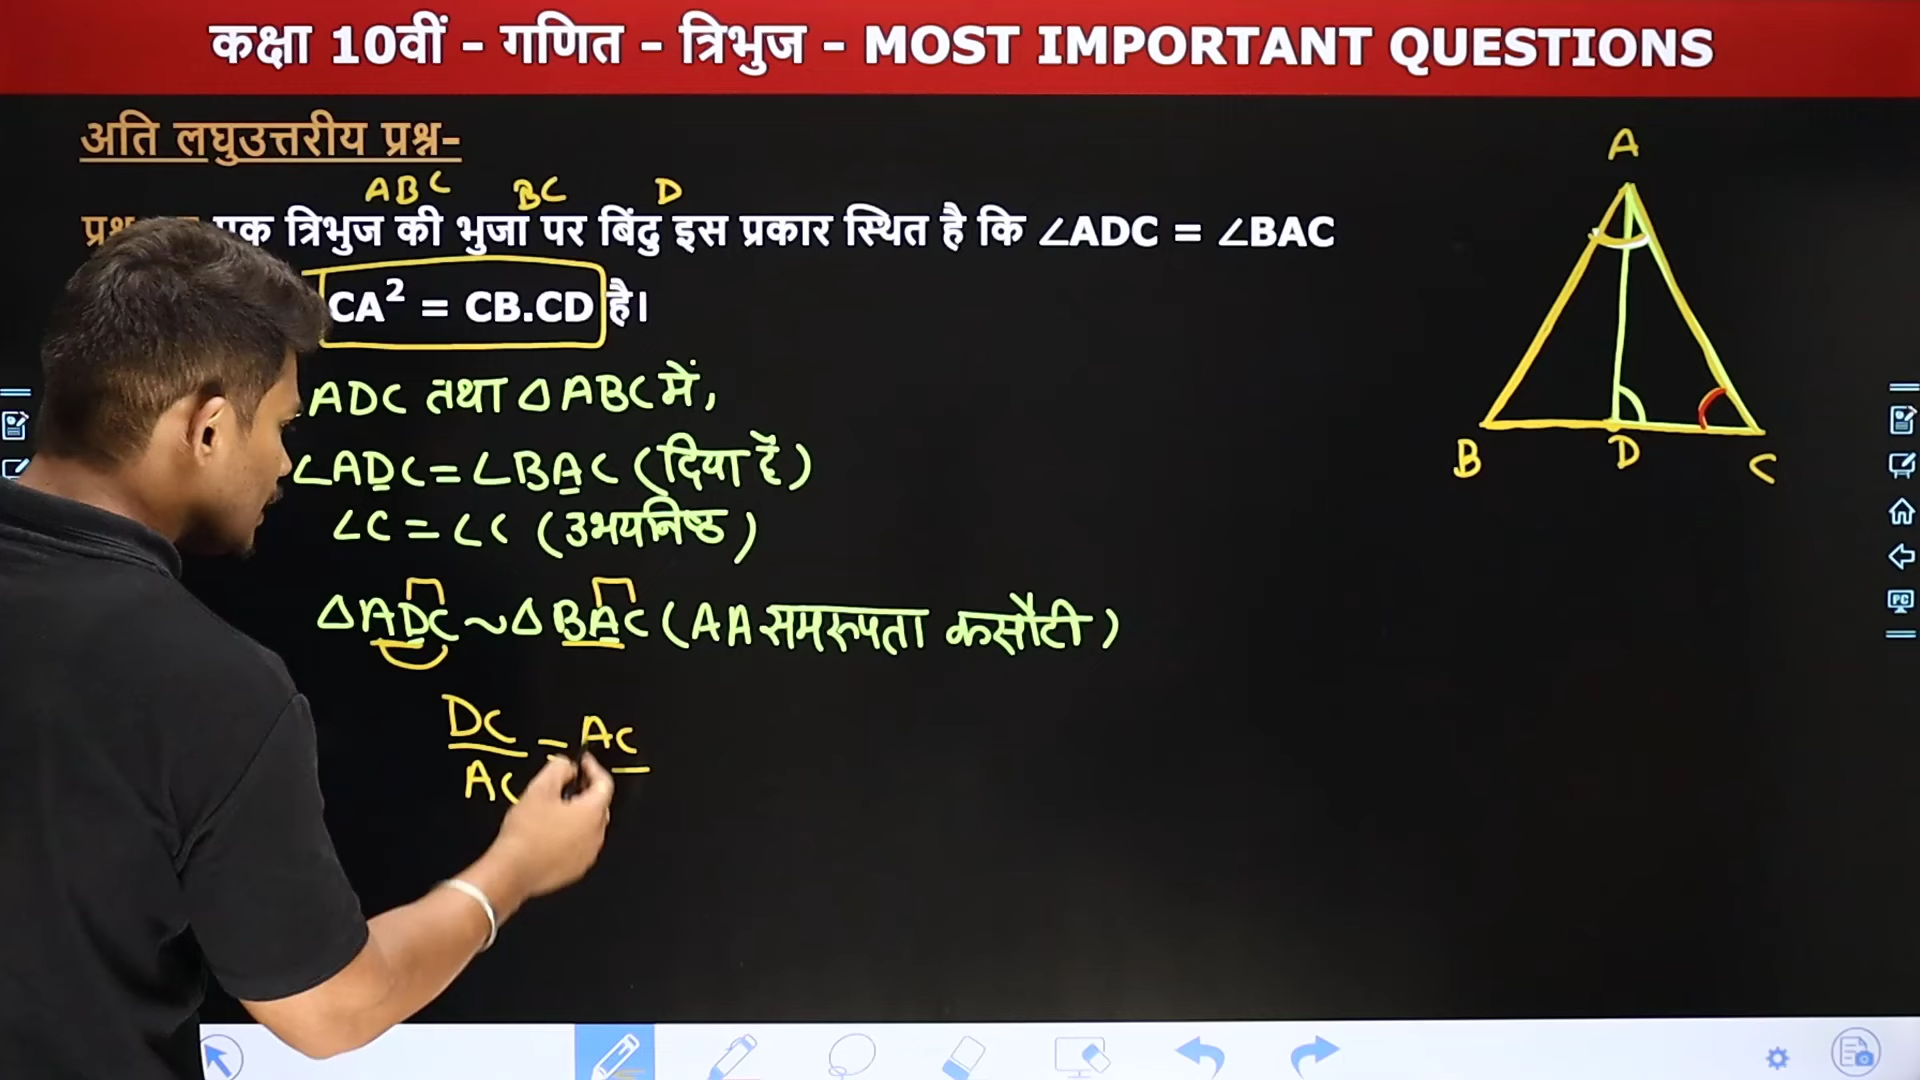 कक्षा 10वीं - गणित - त्रिभुज - MOST IMPORTANT QUESTIONS
अति लघुउत्तरीय प्रश्न-
ABC BC D
एक त्रिभुज की भुजा पर बिंदु इस प्रकार स्थित है कि ∠ADC = ∠BAC
CA² = CB.CD है।
ADC तथा △ABC में,
∠ADC = ∠BAC (दिया है)
∠C = ∠C (उभयनिष्ठ)
△ADC ~ △BAC (AA समरूपता कसौटी)
DC = AC
AC
A
B D C
PC